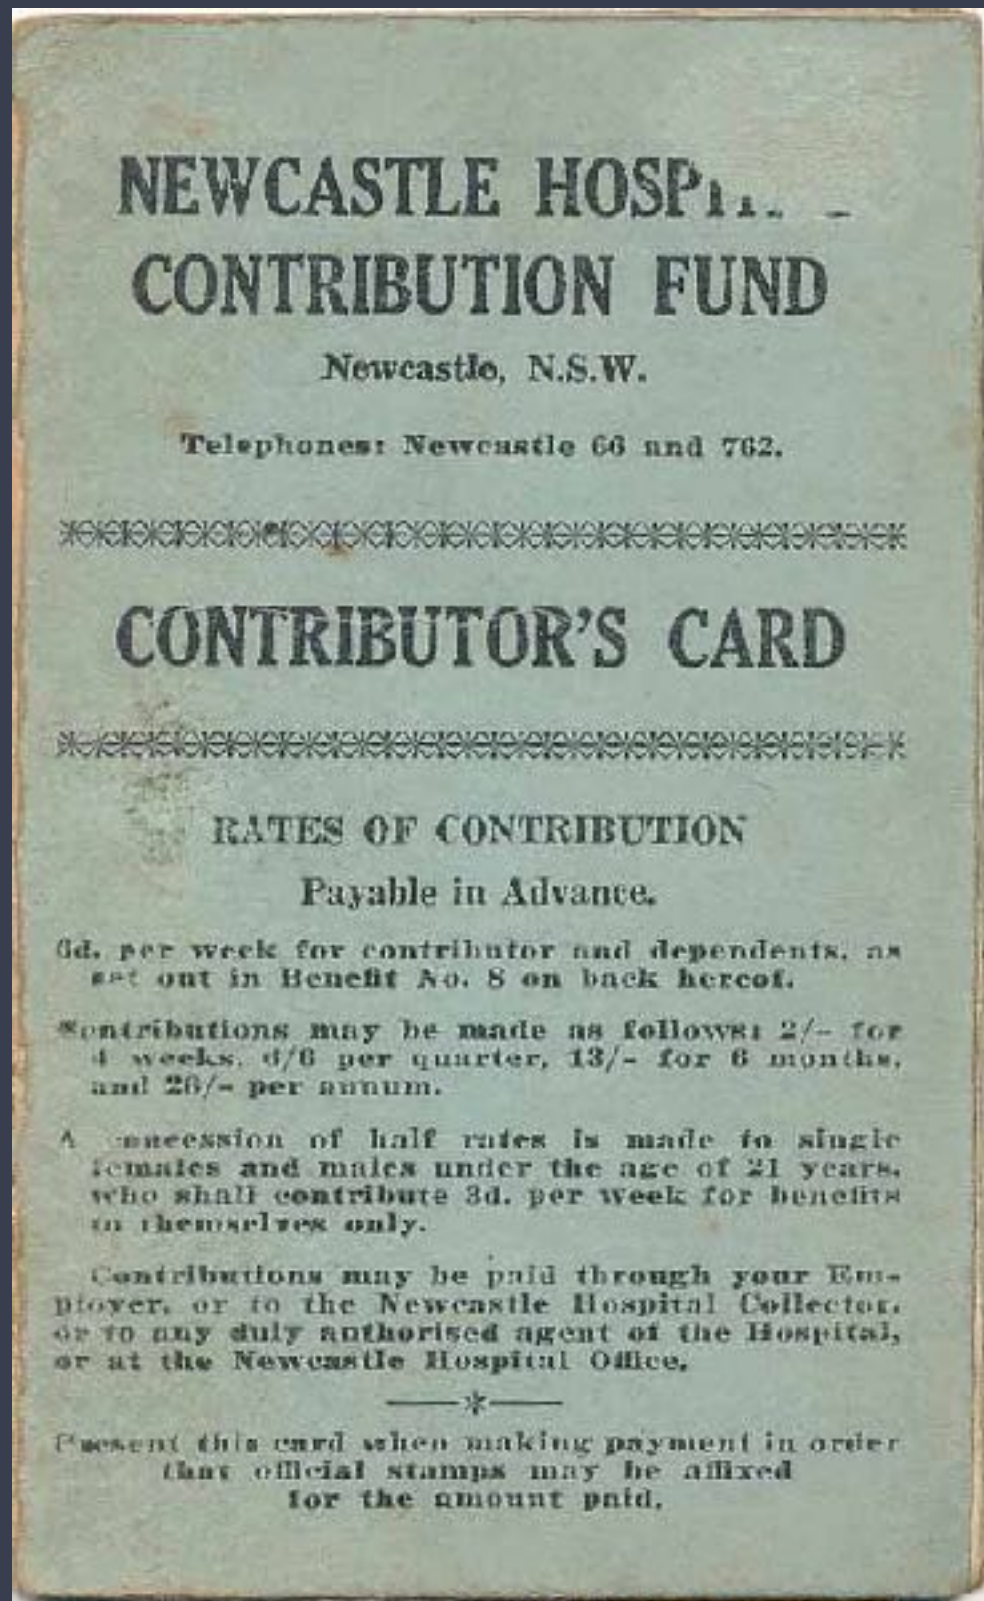 NEWCASTLE HOSPITAL
CONTRIBUTION FUND
Newcastle, N.S.W.
Telephones: Newcastle 66 and 762.
CONTRIBUTOR'S CARD
RATES OF CONTRIBUTION
Payable in Advance.
6d. per week for contributor and dependents, as
set out in Benefit No. 8 on back hereof.
Contributions may be made as follows: 2/- for
4 weeks, 6/6 per quarter, 13/- for 6 months,
and 26/- per annum.
A concession of half rates is made to single
females and males under the age of 21 years,
who shall contribute 3d. per week for benefits
to themselves only.
Contributions may be paid through your Em-
ployer, or to the Newcastle Hospital Collector,
or to any duly authorised agent of the Hospital,
or at the Newcastle Hospital Office.
Present this card when making payment in order
that official stamps may be affixed
for the amount paid.